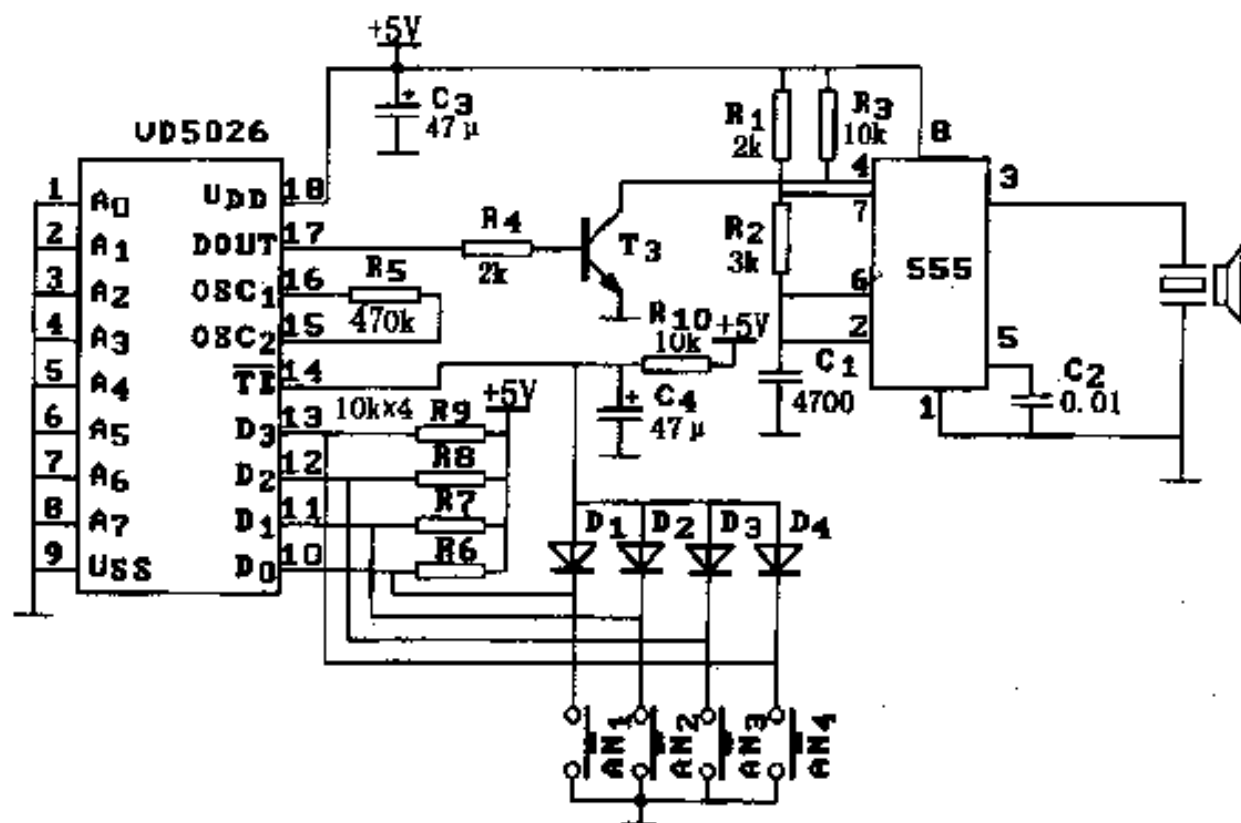 +5V
C3
47μ
VD5026
1 A0 UDD 18
2 A1 DOUT 17
3 A2 OSC1 16
4 A3 OSC2 15
5 A4 TE 14
6 A5 D3 13
7 A6 D2 12
8 A7 D1 11
9 USS D0 10
R4
2k
R5
470k
T3
R1
2k
R3
10k
R2
3k
8
4
7
6
2
1
3
5
555
C1
4700
C2
0.01
R10
10k
+5V
C4
47μ
10k×4
+5V
R9
R8
R7
R6
D1 D2 D3 D4
AN1 AN2 AN3 AN4